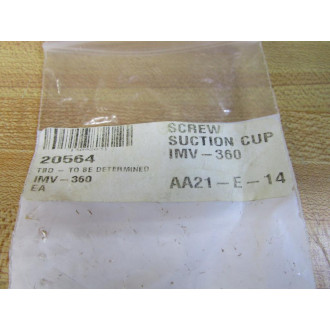 20564
TBD - TO BE DETERMINED
IMV-360
EA
SCREW
SUCTION CUP
IMV-360
AA21-E-14